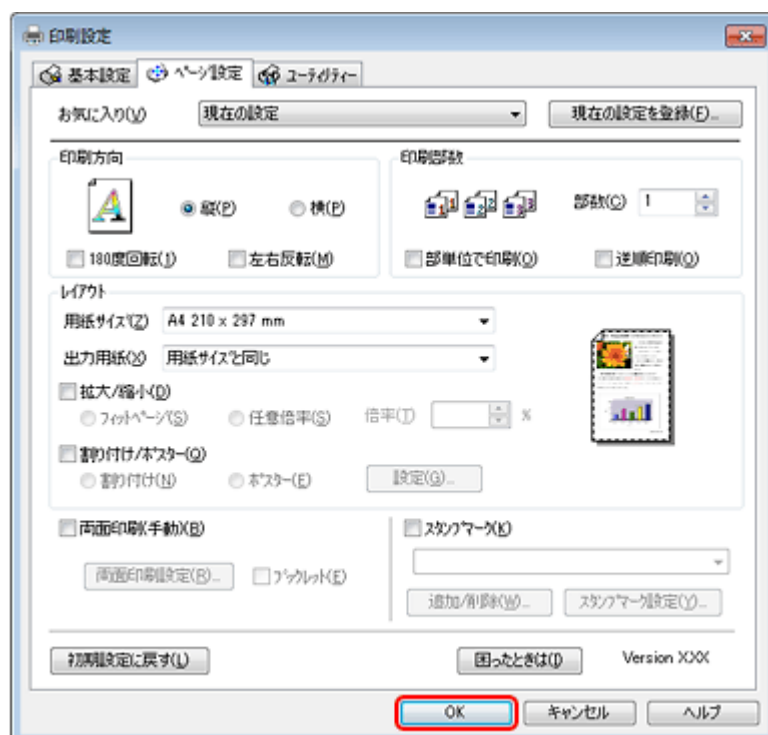 印刷設定
基本設定 ページ設定 ユーティリティー
お気に入り(V) 現在の設定 現在の設定を登録(F)...
印刷方向 印刷部数
縦(P) 横(P) 部数(C) 1
180度回転(1) 左右反転(M) 部単位で印刷(O) 逆順印刷(O)
レイアウト
用紙サイズ(Z) A4 210 x 297 mm
出力用紙(X) 用紙サイズと同じ
拡大/縮小(D)
フィットページ(S) 任意倍率(S) 倍率(T) %
割り付け/ポスター(Q)
割り付け(N) ポスター(E) 設定(G)...
両面印刷(手動)(B) スタンプマーク(K)
両面印刷設定(R)... ブックレット(E)
追加/削除(W)... スタンプマーク設定(Y)...
初期設定に戻す(L) 困ったときは(I) Version X.XX
OK キャンセル ヘルプ